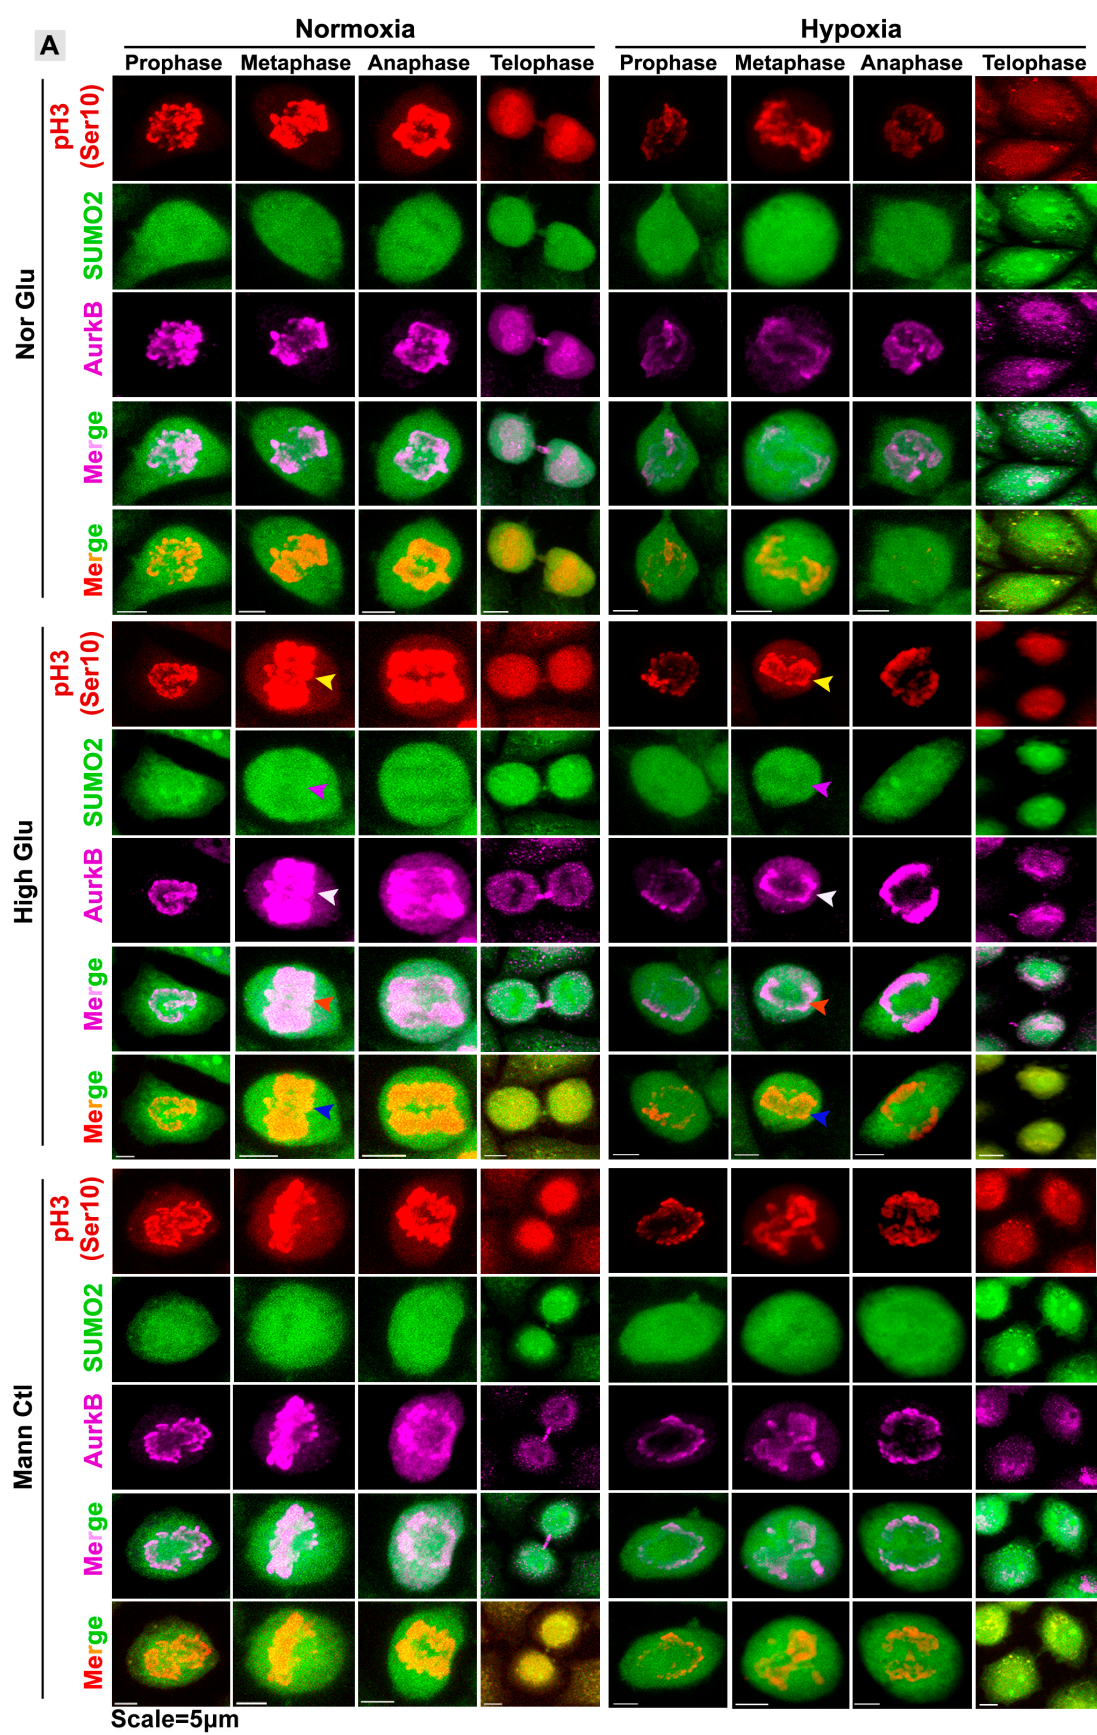 A
Normoxia Hypoxia
Prophase Metaphase Anaphase Telophase Prophase Metaphase Anaphase Telophase
Nor Glu
pH3
(Ser10)
SUMO2
AurkB
Merge
Merge
High Glu
pH3
(Ser10)
SUMO2
AurkB
Merge
Merge
Mann Ctl
pH3
(Ser10)
SUMO2
AurkB
Merge
Merge
Scale=5µm